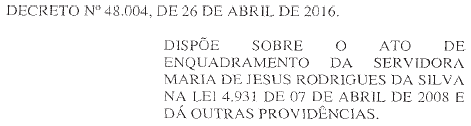 DECRETO Nº 48.004, DE 26 DE ABRIL DE 2016.
DISPÕE SOBRE O ATO DE
ENQUADRAMENTO DA SERVIDORA
MARIA DE JESUS RODRIGUES DA SILVA
NA LEI 4.931 DE 07 DE ABRIL DE 2008 E
DÁ OUTRAS PROVIDÊNCIAS.